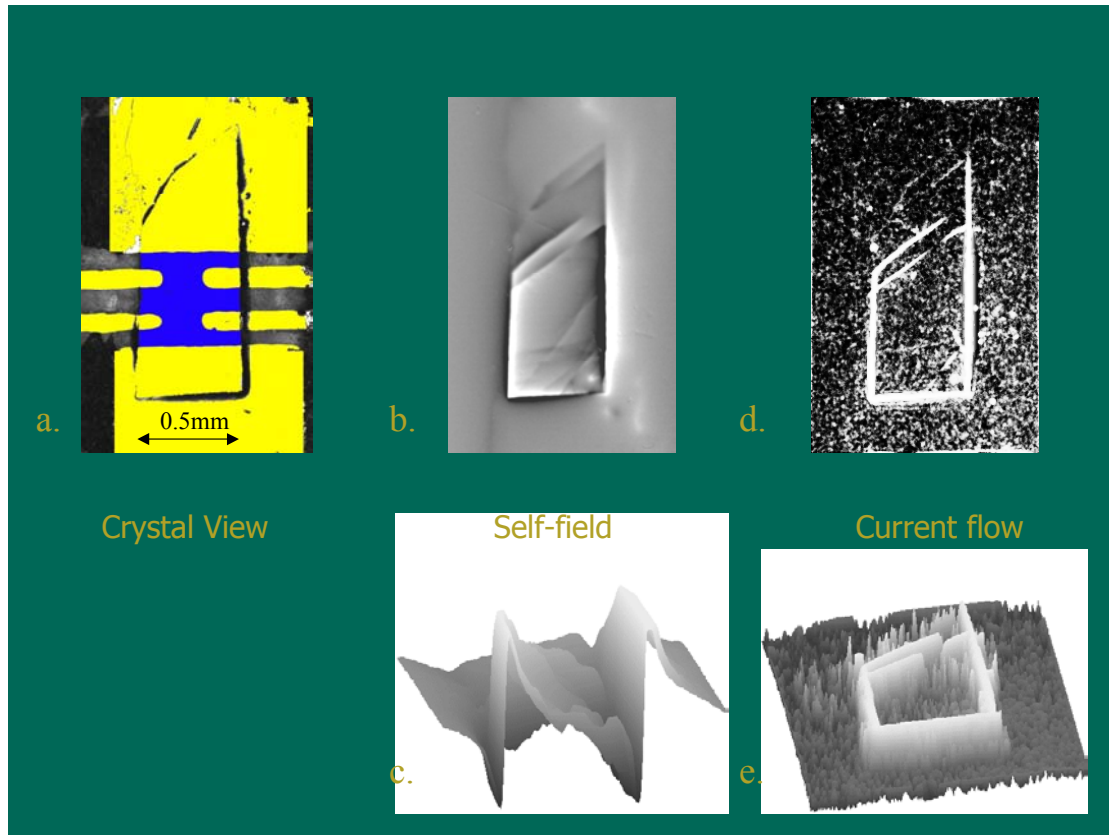 a.
0.5mm
b.
d.
Crystal View
Self-field
Current flow
c.
e.